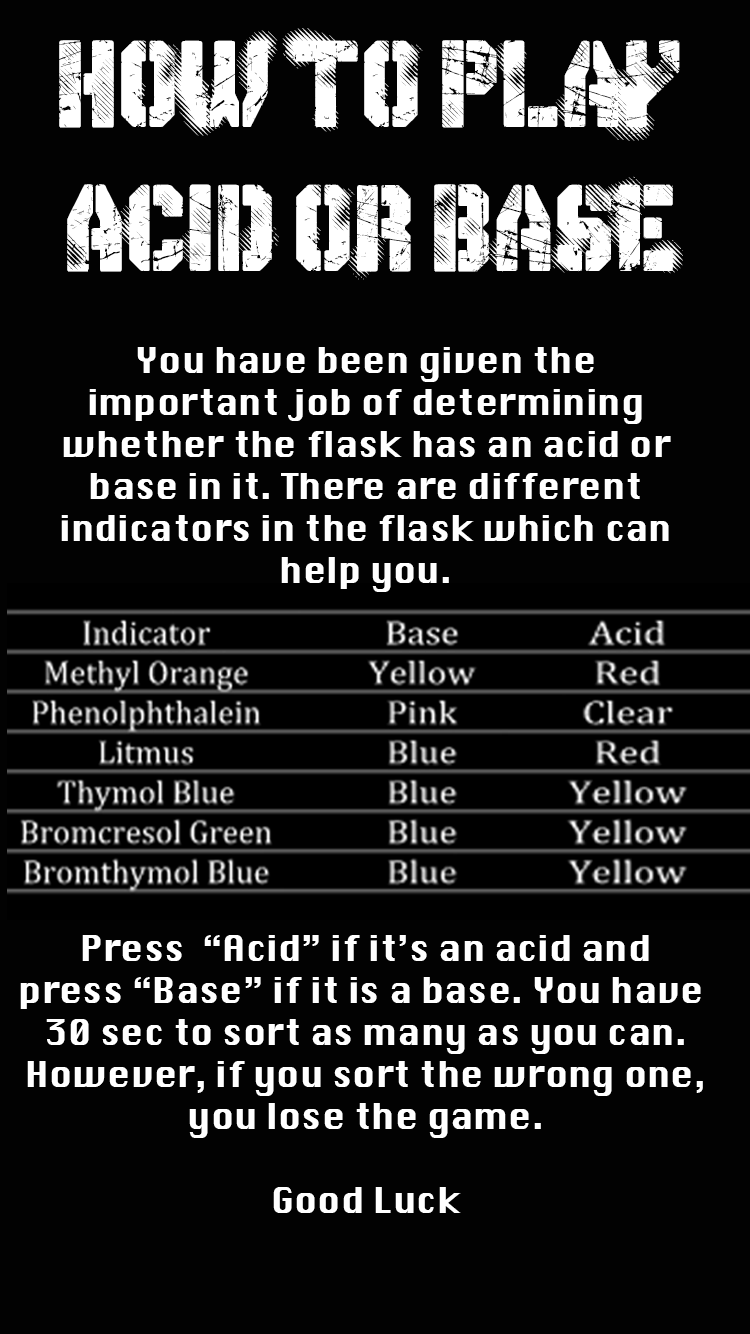 HOW TO PLAY
ACID OR BASE
You have been given the
important job of determining
whether the flask has an acid or
base in it. There are different
indicators in the flask which can
help you.
Indicator Base Acid
Methyl Orange Yellow Red
Phenolphthalein Pink Clear
Litmus Blue Red
Thymol Blue Blue Yellow
Bromcresol Green Blue Yellow
Bromthymol Blue Blue Yellow
Press “Acid” if it’s an acid and
press “Base” if it is a base. You have
30 sec to sort as many as you can.
However, if you sort the wrong one,
you lose the game.
Good Luck